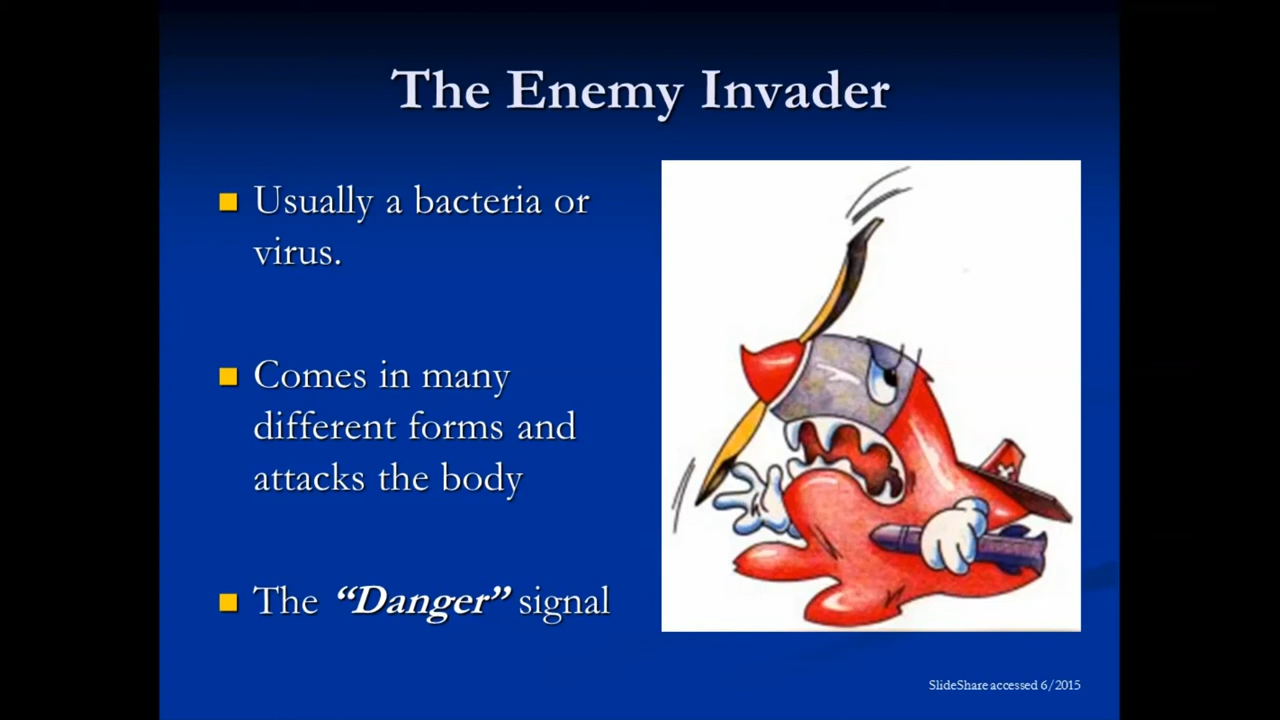 The Enemy Invader
Usually a bacteria or
virus.
Comes in many
different forms and
attacks the body
The “Danger” signal
SlideShare accessed 6/2015